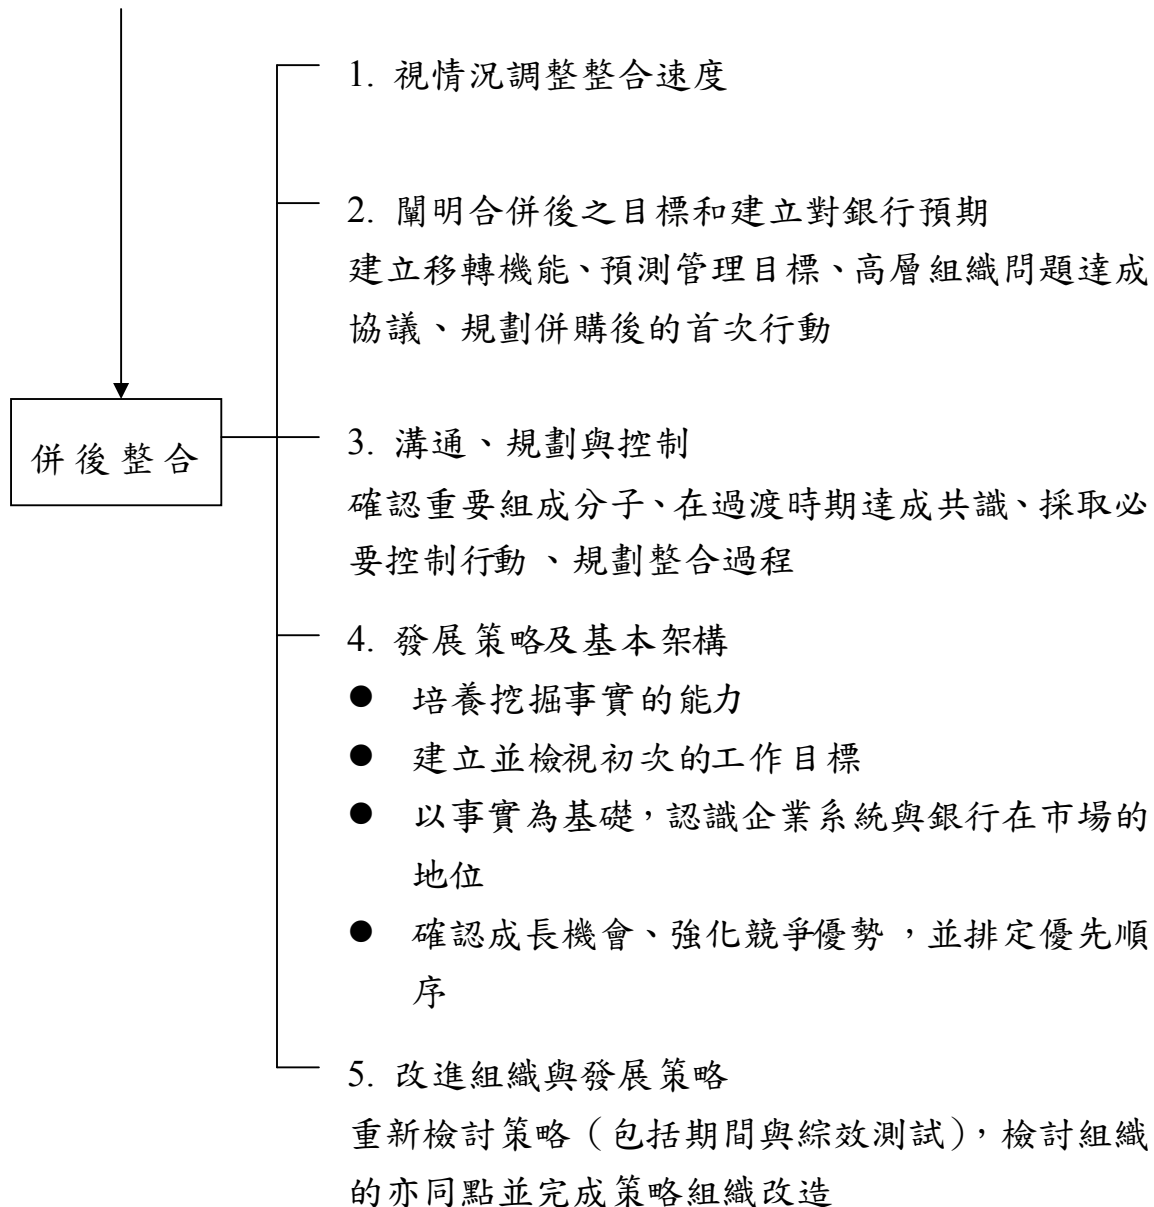 1. 視情況調整整合速度
2. 闡明合併後之目標和建立對銀行預期
建立移轉機能、預測管理目標、高層組織問題達成
協議、規劃併購後的首次行動
併後整合
3. 溝通、規劃與控制
確認重要組成分子、在過渡時期達成共識、採取必
要控制行動、規劃整合過程
4. 發展策略及基本架構
● 培養挖掘事實的能力
● 建立並檢視初次的工作目標
● 以事實為基礎，認識企業系統與銀行在市場的
地位
● 確認成長機會、強化競爭優勢，並排定優先順
序
5. 改進組織與發展策略
重新檢討策略（包括期間與綜效測試），檢討組織
的亦同點並完成策略組織改造